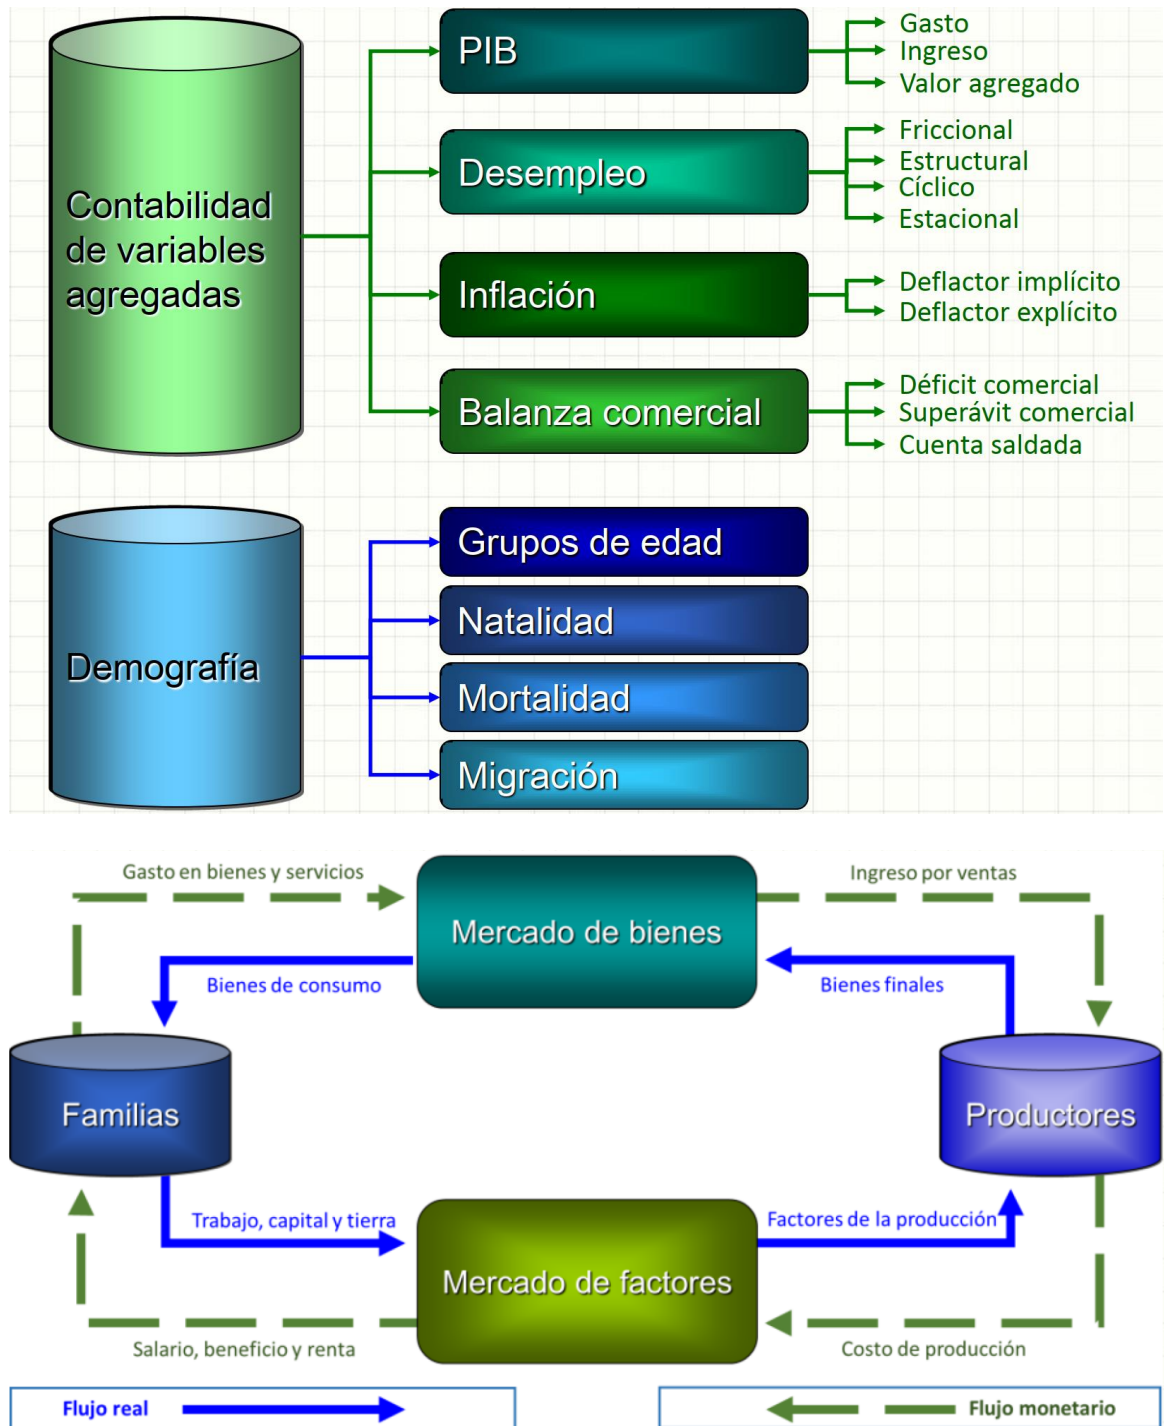 Contabilidad
de variables
agregadas
PIB
Gasto
Ingreso
Valor agregado
Desempleo
Friccional
Estructural
Cíclico
Estacional
Inflación
Deflactor implícito
Deflactor explícito
Balanza comercial
Déficit comercial
Superávit comercial
Cuenta saldada
Demografía
Grupos de edad
Natalidad
Mortalidad
Migración
Gasto en bienes y servicios
Ingreso por ventas
Mercado de bienes
Bienes de consumo
Bienes finales
Familias
Productores
Trabajo, capital y tierra
Factores de la producción
Mercado de factores
Salario, beneficio y renta
Costo de producción
Flujo real
Flujo monetario